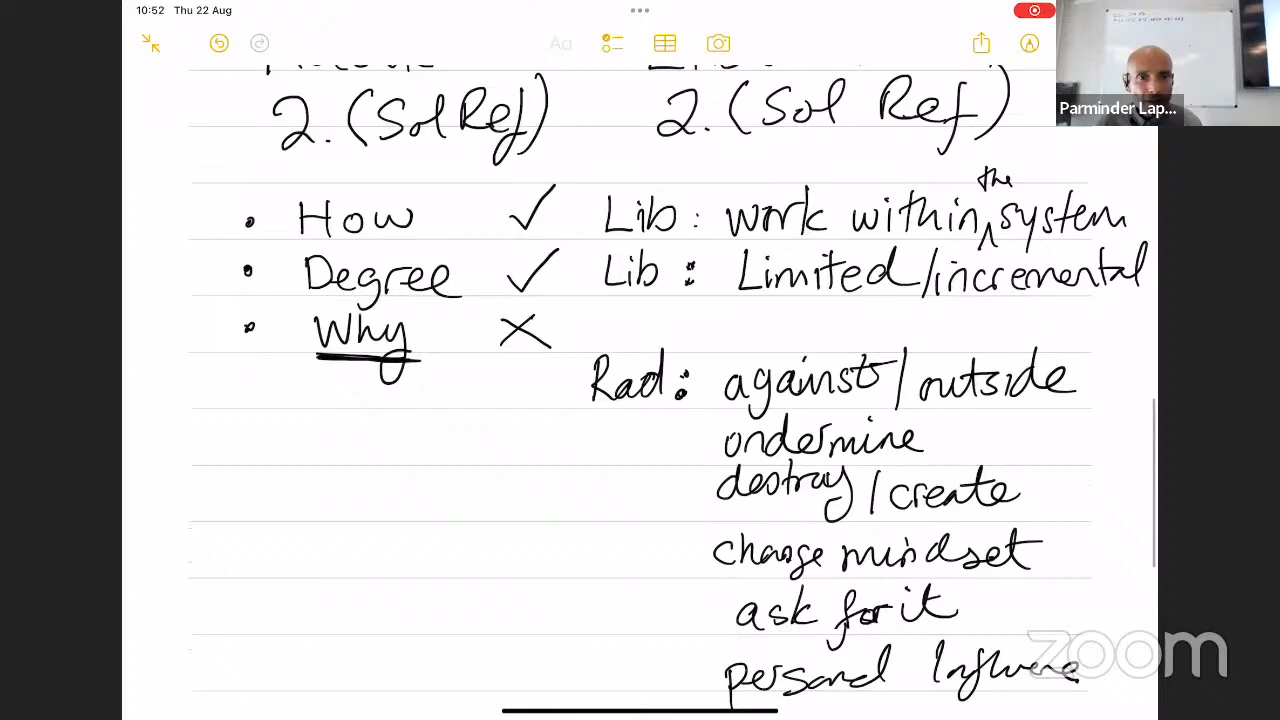 10:52 Thu 22 Aug
Aa
Parminder Lap...
2. (Sol Ref) 2. (Sol Ref)
• How ✓ Lib: work within the system
• Degree ✓ Lib: Limited/incremental
• Why ✗
Rad: against / outside
undermine
destroy / create
change mindset
ask for it
personal Influence
zoom